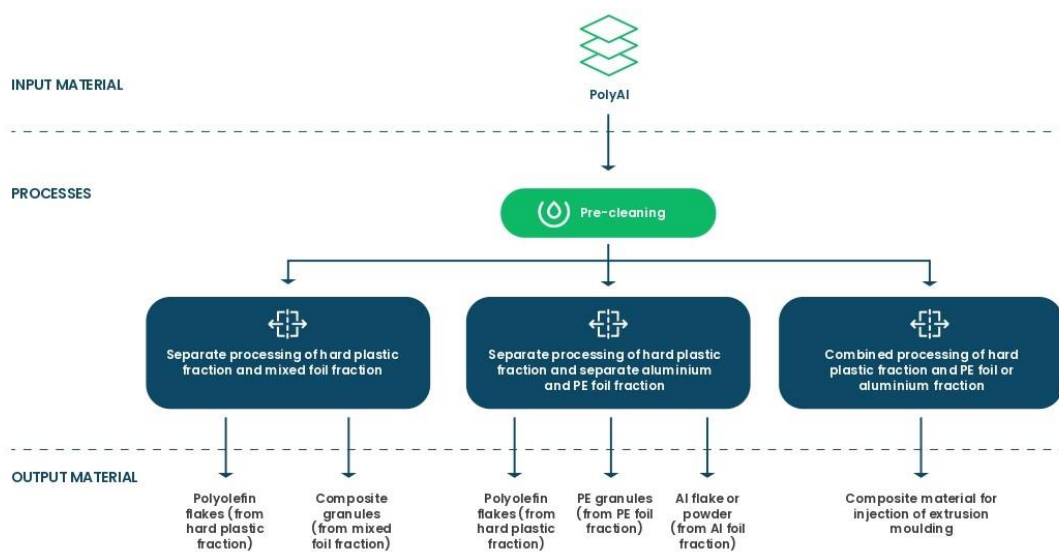 INPUT MATERIAL
PolyAl
PROCESSES
Pre-cleaning
Separate processing of hard plastic
fraction and mixed foil fraction
Separate processing of hard plastic
fraction and separate aluminium
and PE foil fraction
Combined processing of hard
plastic fraction and PE foil or
aluminium fraction
OUTPUT MATERIAL
Polyolefin
flakes (from
hard plastic
fraction)
Composite
granules
(from mixed
foil fraction)
Polyolefin
flakes (from
hard plastic
fraction)
PE granules
(from PE foil
fraction)
Al flake or
powder
(from Al foil
fraction)
Composite material for
injection of extrusion
moulding